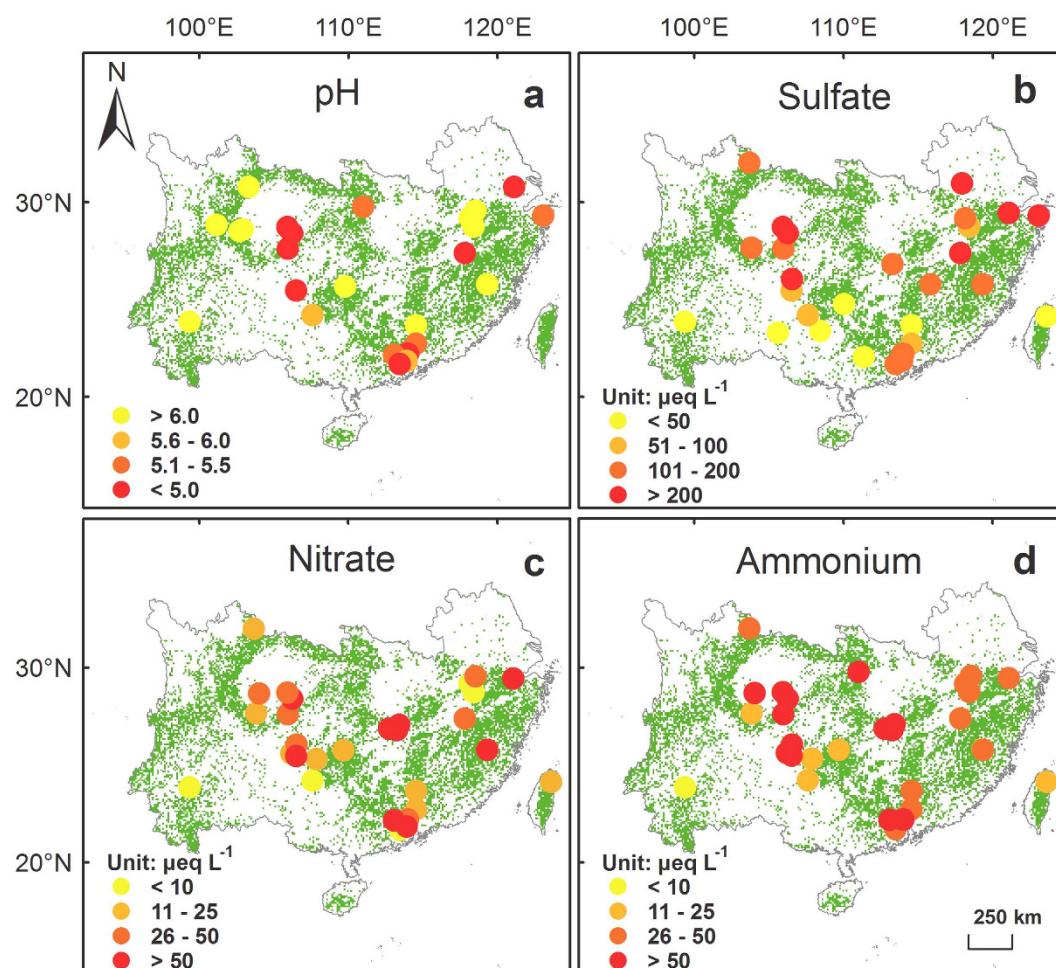 100°E 110°E 120°E 100°E 110°E 120°E
N
pH
a
Sulfate
b
30°N
20°N
> 6.0
5.6 - 6.0
5.1 - 5.5
< 5.0
Unit: µeq L⁻¹
< 50
51 - 100
101 - 200
> 200
Nitrate
c
Ammonium
d
30°N
20°N
Unit: µeq L⁻¹
< 10
11 - 25
26 - 50
> 50
Unit: µeq L⁻¹
< 10
11 - 25
26 - 50
> 50
250 km